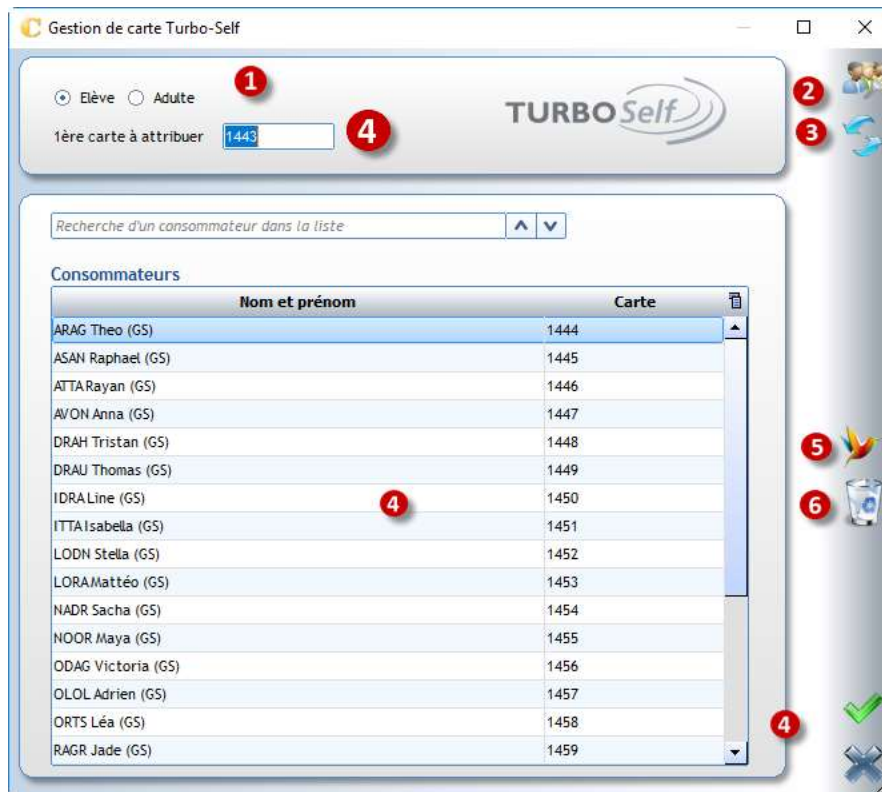 Gestion de carte Turbo-Self
Elève Adulte
1
2
1ère carte à attribuer 1443
4
TURBO Self
3
Recherche d'un consommateur dans la liste
Consommateurs
Nom et prénom Carte
ARAG Theo (GS) 1444
ASAN Raphael (GS) 1445
ATTA Rayan (GS) 1446
AVON Anna (GS) 1447
DRAH Tristan (GS) 1448
DRAU Thomas (GS) 1449
5
IDRA Line (GS) 1450
4
6
ITTA Isabella (GS) 1451
LODN Stella (GS) 1452
LORA Mattéo (GS) 1453
NADR Sacha (GS) 1454
NOOR Maya (GS) 1455
ODAG Victoria (GS) 1456
OLOL Adrien (GS) 1457
ORTS Léa (GS) 1458
4
RAGR Jade (GS) 1459